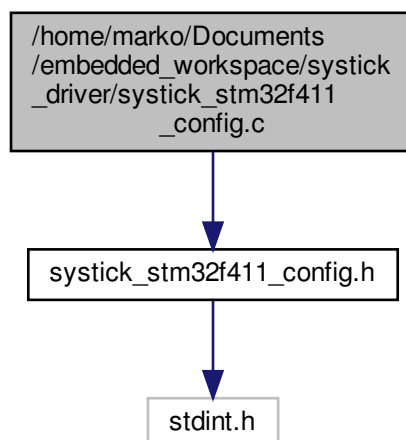 /home/marko/Documents
/embedded_workspace/systick
_driver/systick_stm32f411
_config.c
systick_stm32f411_config.h
stdint.h